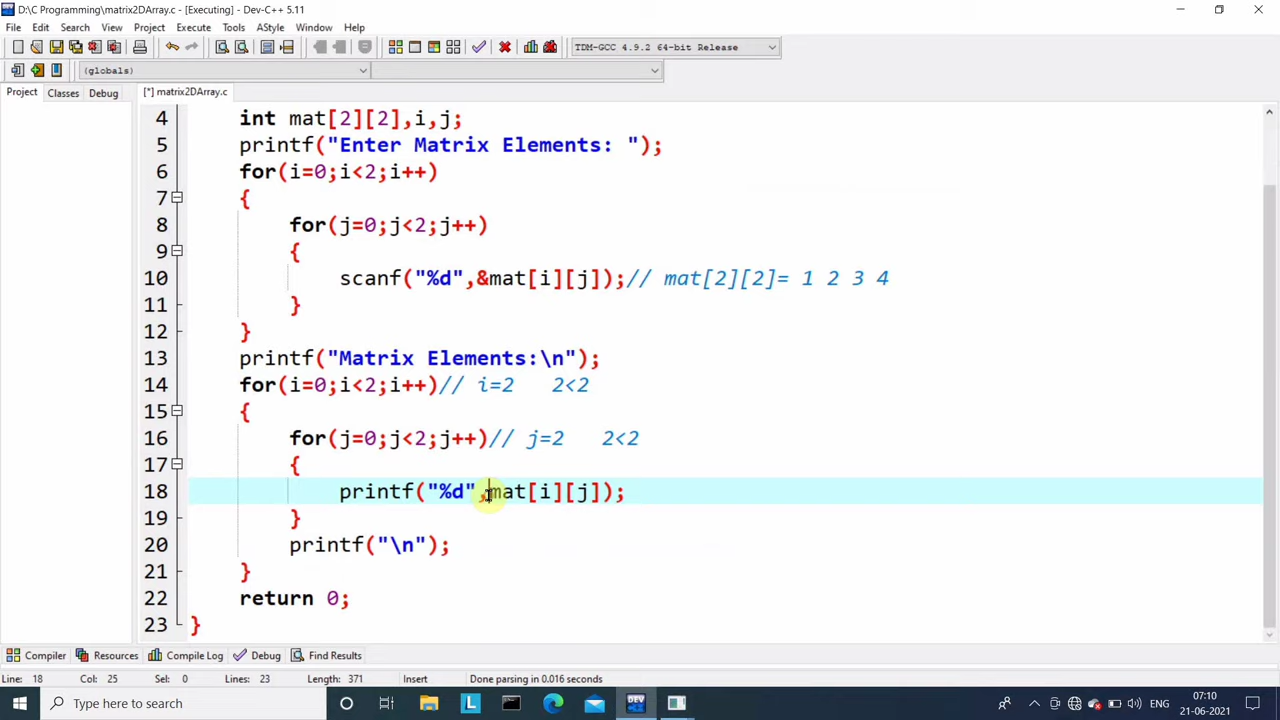 D:\C Programming\matrix2DArray.c - [Executing] - Dev-C++ 5.11
File Edit Search View Project Execute Tools AStyle Window Help
TDM-GCC 4.9.2 64-bit Release
(globals)
Project Classes Debug [*] matrix2DArray.c
4 int mat[2][2],i,j;
5 printf("Enter Matrix Elements: ");
6 for(i=0;i<2;i++)
7 {
8 for(j=0;j<2;j++)
9 {
10 scanf("%d",&mat[i][j]);// mat[2][2]= 1 2 3 4
11 }
12 }
13 printf("Matrix Elements:\n");
14 for(i=0;i<2;i++)// i=2 2<2
15 {
16 for(j=0;j<2;j++)// j=2 2<2
17 {
18 printf("%d",mat[i][j]);
19 }
20 printf("\n");
21 }
22 return 0;
23 }
Compiler Resources Compile Log Debug Find Results
Line: 18 Col: 25 Sel: 0 Lines: 23 Length: 371 Insert Done parsing in 0.016 seconds
Type here to search
L
DEV
ENG
07:10
21-06-2021